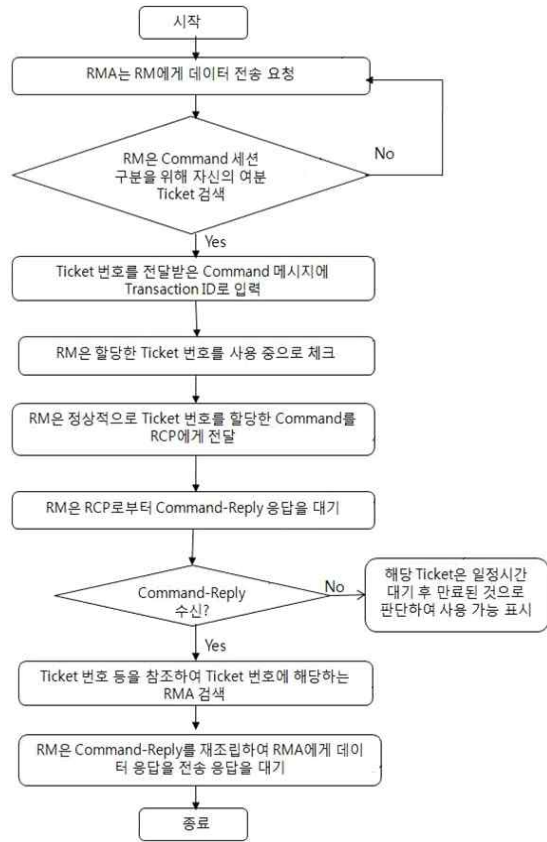 시작
RMA는 RM에게 데이터 전송 요청
RM은 Command 세션
구분을 위해 자신의 여분
Ticket 검색
No
Yes
Ticket 번호를 전달받은 Command 메시지에
Transaction ID로 입력
RM은 할당한 Ticket 번호를 사용 중으로 체크
RM은 정상적으로 Ticket 번호를 할당한 Command를
RCP에게 전달
RM은 RCP로부터 Command-Reply 응답을 대기
Command-Reply
수신?
No
해당 Ticket은 일정시간
대기 후 만료된 것으로
판단하여 사용 가능 표시
Yes
Ticket 번호 등을 참조하여 Ticket 번호에 해당하는
RMA 검색
RM은 Command-Reply를 재조립하여 RMA에게 데이
터 응답을 전송 응답을 대기
종료